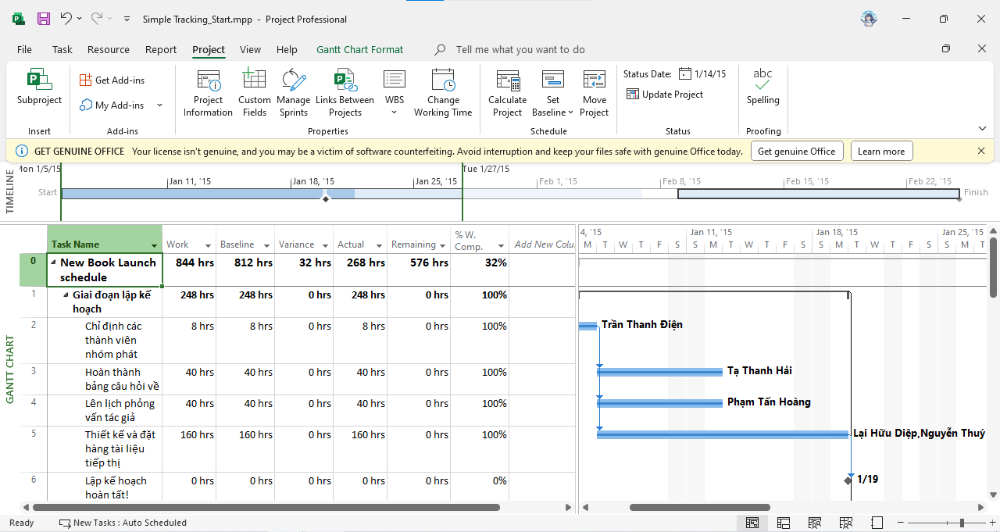 Simple Tracking_Start.mpp - Project Professional
File Task Resource Report Project View Help Gantt Chart Format Tell me what you want to do
Subproject
Insert
Get Add-ins
My Add-ins
Add-ins
Project Information
Custom Fields
Manage Sprints
Links Between Projects
WBS
Change Working Time
Properties
Calculate Project
Set Baseline
Move Project
Schedule
Status Date: 1/14/15
Update Project
Status
abc
Spelling
Proofing
GET GENUINE OFFICE Your license isn't genuine, and you may be a victim of software counterfeiting. Avoid interruption and keep your files safe with genuine Office today. Get genuine Office Learn more
TIMELINE
Mon 1/5/15 Tue 1/27/15
Jan 11, '15 Jan 18, '15 Jan 25, '15 Feb 1, '15 Feb 8, '15 Feb 15, '15 Feb 22, '15
Start Finish
GANTT CHART
Task Name Work Baseline Variance Actual Remaining % W. Comp. Add New Colu
4, '15 Jan 11, '15 Jan 18, '15 Jan 25, '15
M T W T F S S M T W T F S S M T W T F S S M T
0 New Book Launch schedule 844 hrs 812 hrs 32 hrs 268 hrs 576 hrs 32%
1 Giai đoạn lập kế hoạch 248 hrs 248 hrs 0 hrs 248 hrs 0 hrs 100%
2 Chỉ định các thành viên nhóm phát 8 hrs 8 hrs 0 hrs 8 hrs 0 hrs 100% Trần Thanh Điện
3 Hoàn thành bảng câu hỏi về 40 hrs 40 hrs 0 hrs 40 hrs 0 hrs 100% Tạ Thanh Hải
4 Lên lịch phỏng vấn tác giả 40 hrs 40 hrs 0 hrs 40 hrs 0 hrs 100% Phạm Tấn Hoàng
5 Thiết kế và đặt hàng tài liệu tiếp thị 160 hrs 160 hrs 0 hrs 160 hrs 0 hrs 100% Lại Hữu Diệp,Nguyễn Thuý
6 Lập kế hoạch hoàn tất! 0 hrs 0 hrs 0 hrs 0 hrs 0 hrs 0% 1/19
Ready New Tasks : Auto Scheduled